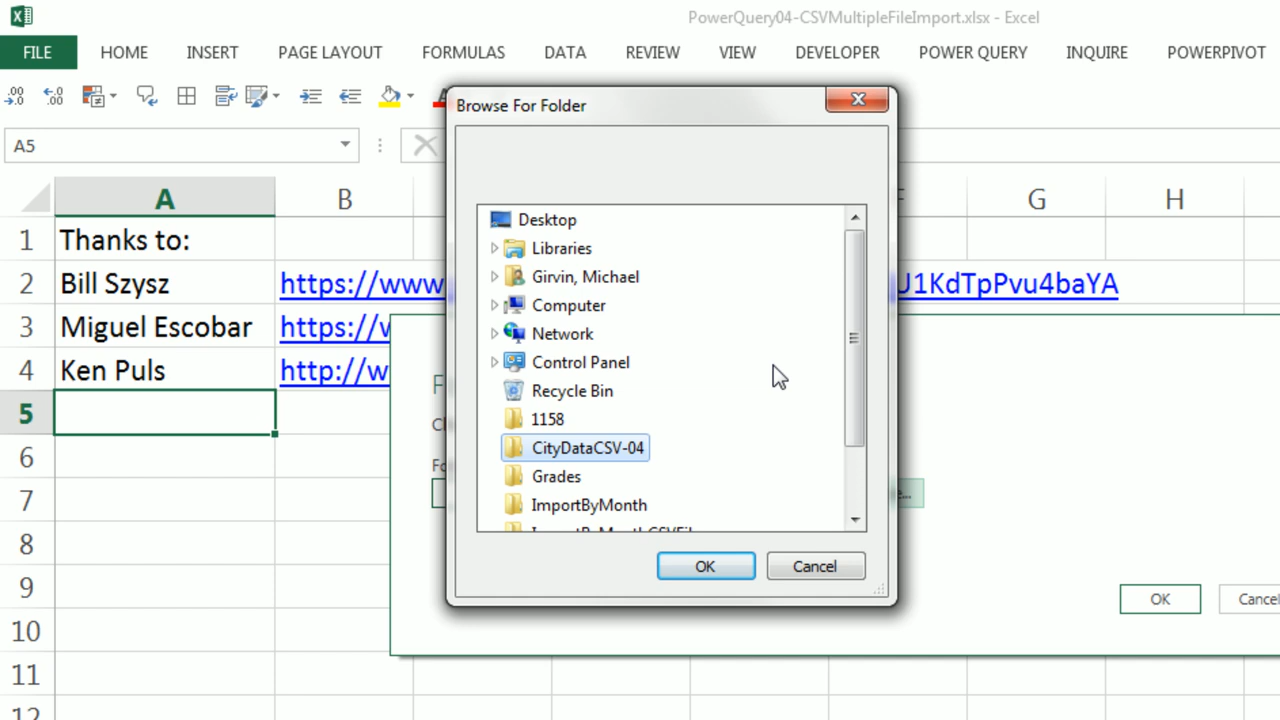 PowerQuery04-CSVMultipleFileImport.xlsx - Excel
FILE HOME INSERT PAGE LAYOUT FORMULAS DATA REVIEW VIEW DEVELOPER POWER QUERY INQUIRE POWERPIVOT
Browse For Folder
A5
A B G H
1 Thanks to:
2 Bill Szysz https://www U1KdTpPvu4baYA
3 Miguel Escobar https://w
4 Ken Puls http://w
5
6
7
8
9
10
11
12
Desktop
Libraries
Girvin, Michael
Computer
Network
Control Panel
Recycle Bin
1158
CityDataCSV-04
Grades
ImportByMonth
OK Cancel
OK Cancel